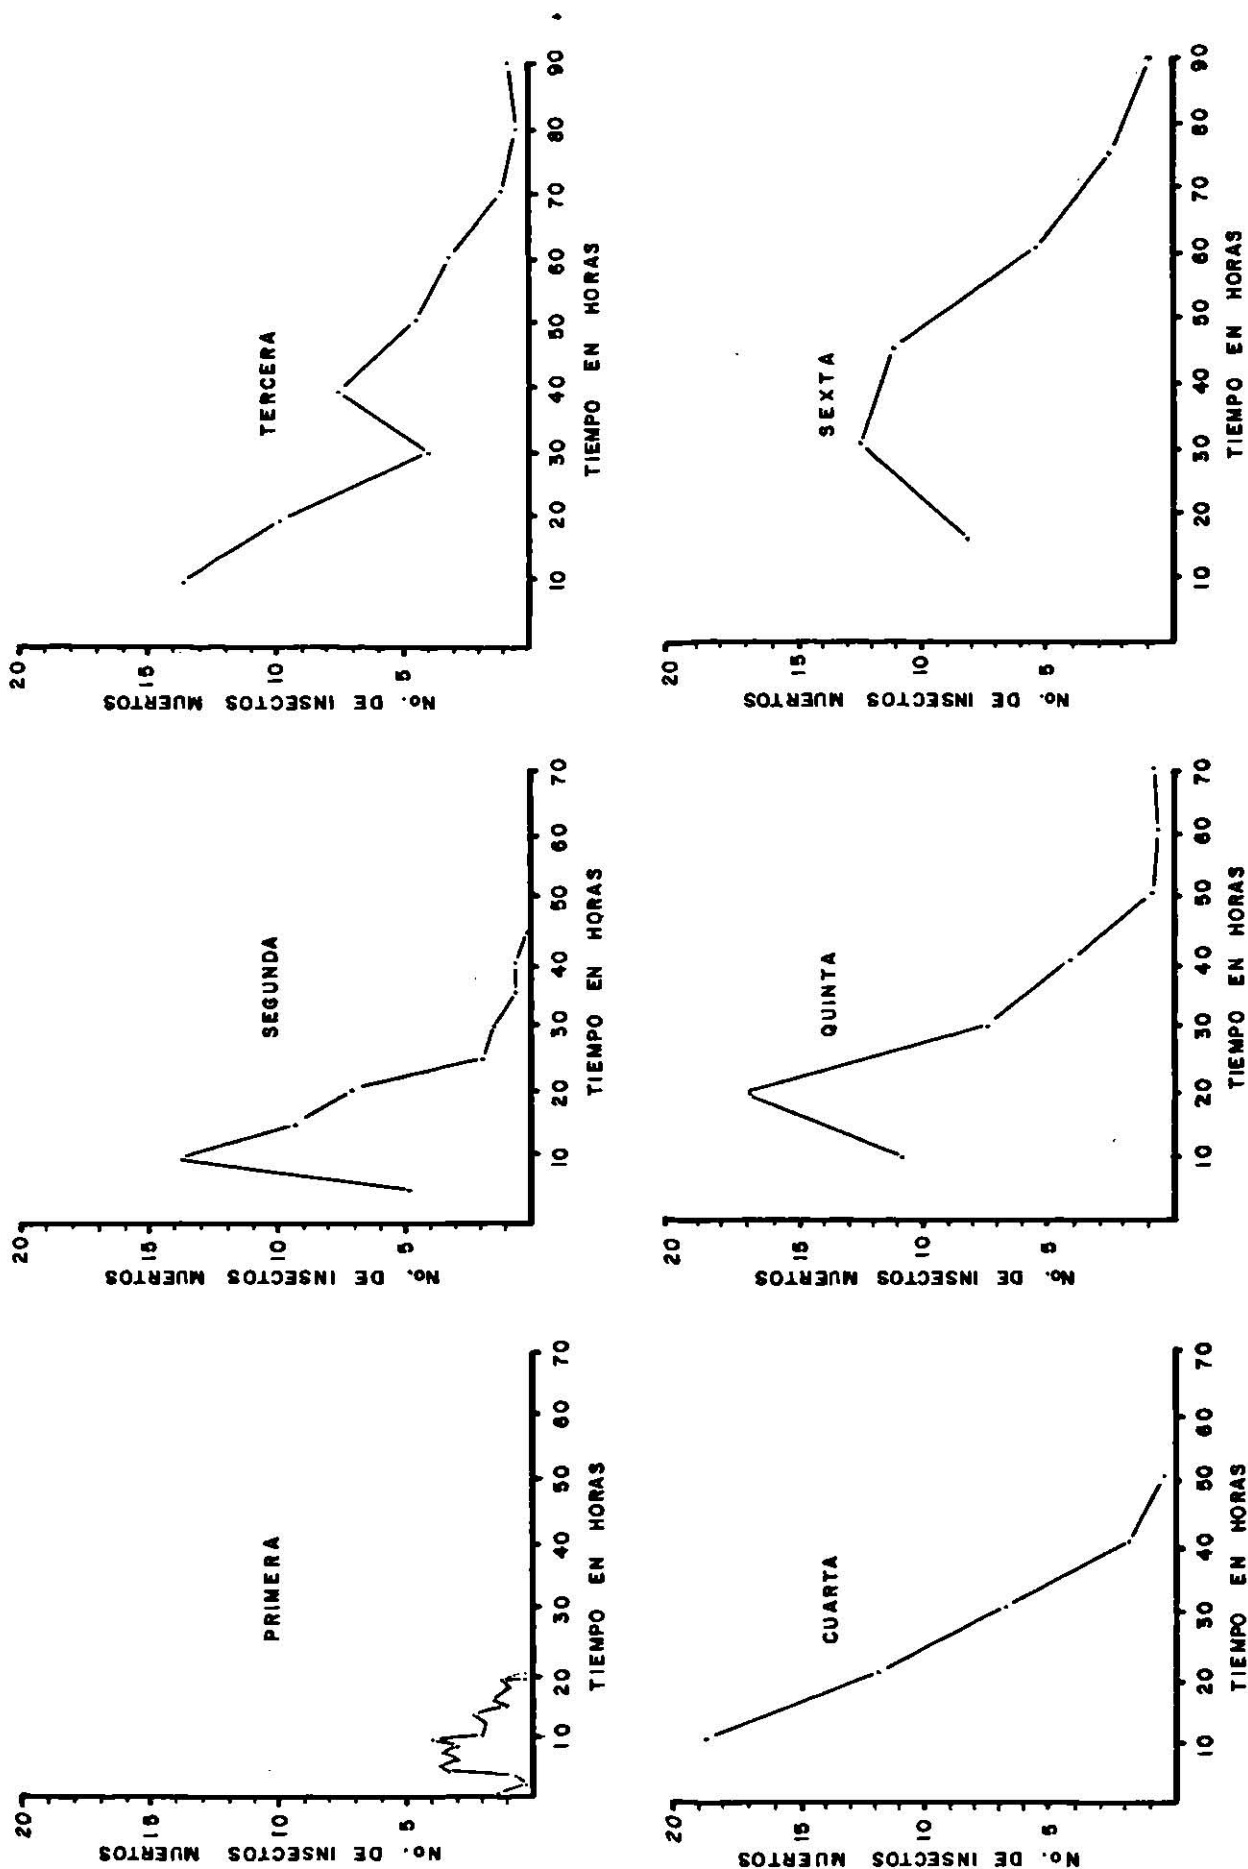 PRIMERA
No. DE INSECTOS MUERTOS
20
15
10
5
10 20 30 40 50 60 70
TIEMPO EN HORAS
SEGUNDA
No. DE INSECTOS MUERTOS
20
15
10
5
10 20 30 40 50 60 70
TIEMPO EN HORAS
TERCERA
No. DE INSECTOS MUERTOS
20
15
10
5
10 20 30 40 50 60 70 80 90
TIEMPO EN HORAS
CUARTA
No. DE INSECTOS MUERTOS
20
15
10
5
10 20 30 40 50 60 70
TIEMPO EN HORAS
QUINTA
No. DE INSECTOS MUERTOS
20
15
10
5
10 20 30 40 50 60 70
TIEMPO EN HORAS
SEXTA
No. DE INSECTOS MUERTOS
20
15
10
5
10 20 30 40 50 60 70 80 90
TIEMPO EN HORAS